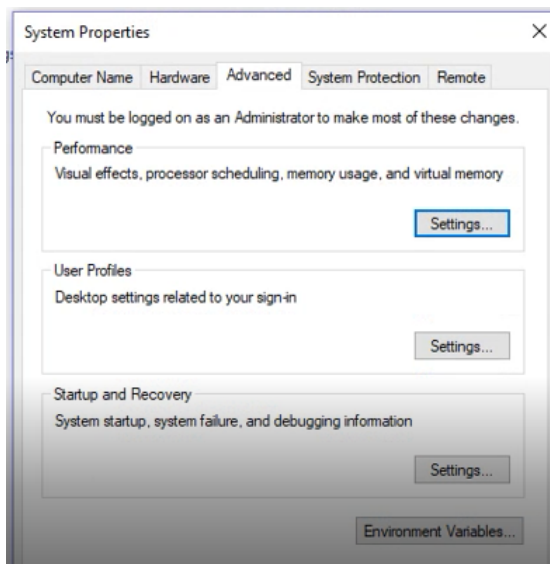 System Properties
Computer Name Hardware Advanced System Protection Remote
You must be logged on as an Administrator to make most of these changes.
Performance
Visual effects, processor scheduling, memory usage, and virtual memory
Settings...
User Profiles
Desktop settings related to your sign-in
Settings...
Startup and Recovery
System startup, system failure, and debugging information
Settings...
Environment Variables...